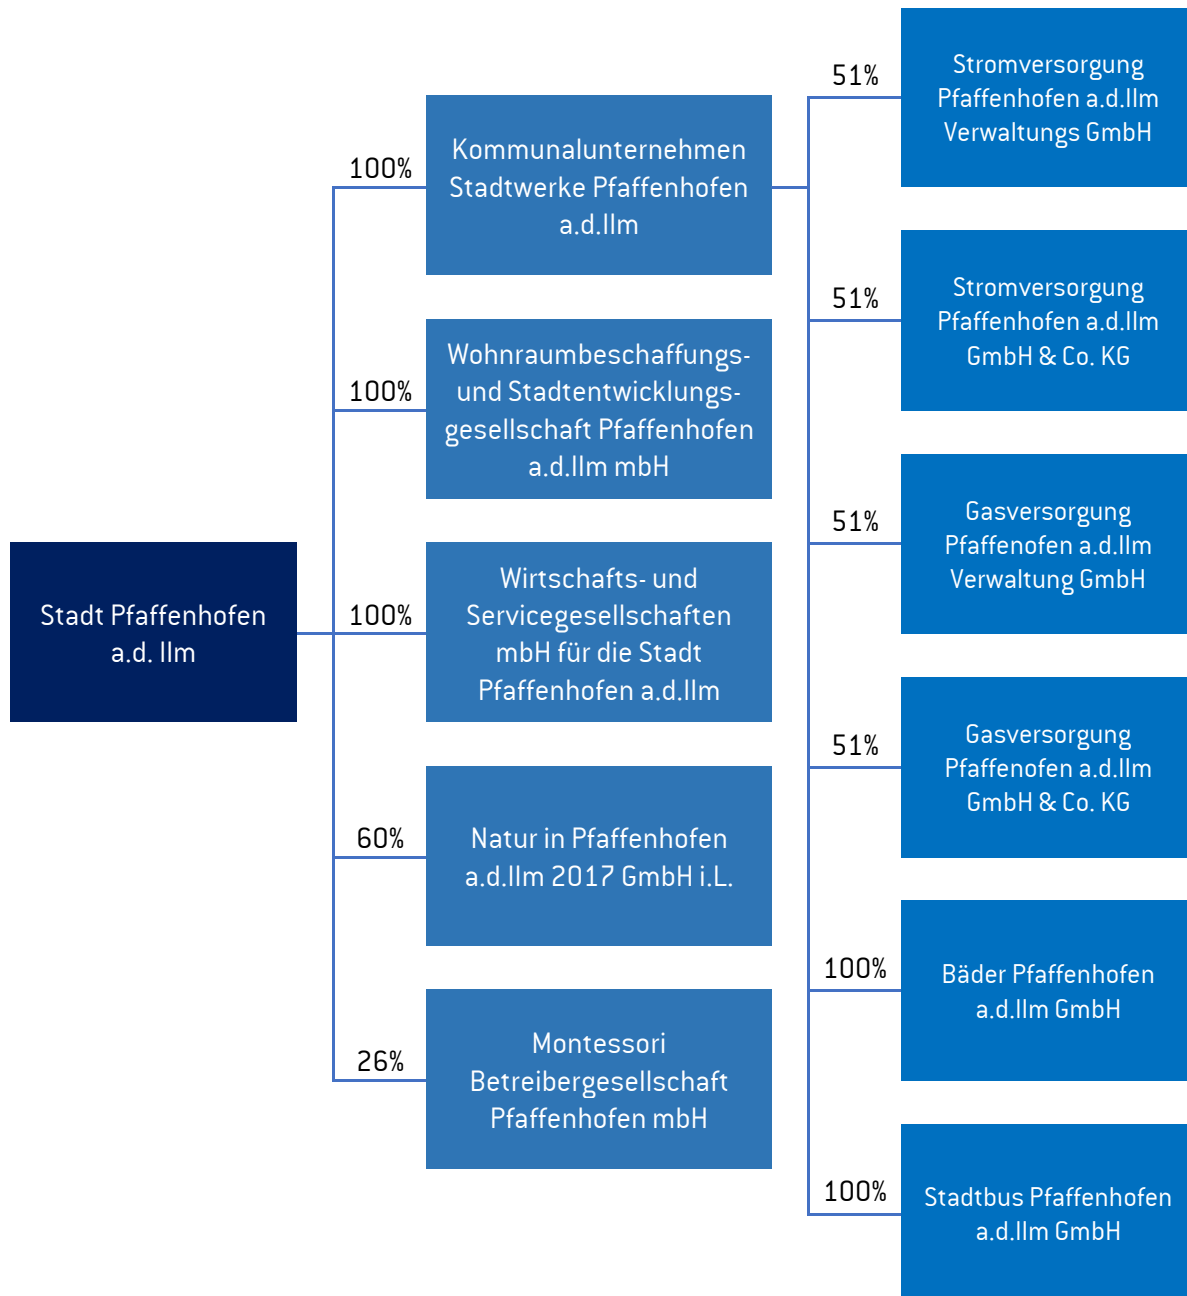 Stadt Pfaffenhofen
a.d. Ilm
100%
Kommunalunternehmen
Stadtwerke Pfaffenhofen
a.d.Ilm
100%
Wohnraumbeschaffungs-
und Stadtentwicklungs-
gesellschaft Pfaffenhofen
a.d.Ilm mbH
100%
Wirtschafts- und
Servicegesellschaften
mbH für die Stadt
Pfaffenhofen a.d.Ilm
60%
Natur in Pfaffenhofen
a.d.Ilm 2017 GmbH i.L.
26%
Montessori
Betreibergesellschaft
Pfaffenhofen mbH
51%
Stromversorgung
Pfaffenhofen a.d.Ilm
Verwaltungs GmbH
51%
Stromversorgung
Pfaffenhofen a.d.Ilm
GmbH & Co. KG
51%
Gasversorgung
Pfaffenofen a.d.Ilm
Verwaltung GmbH
51%
Gasversorgung
Pfaffenofen a.d.Ilm
GmbH & Co. KG
100%
Bäder Pfaffenhofen
a.d.Ilm GmbH
100%
Stadtbus Pfaffenhofen
a.d.Ilm GmbH